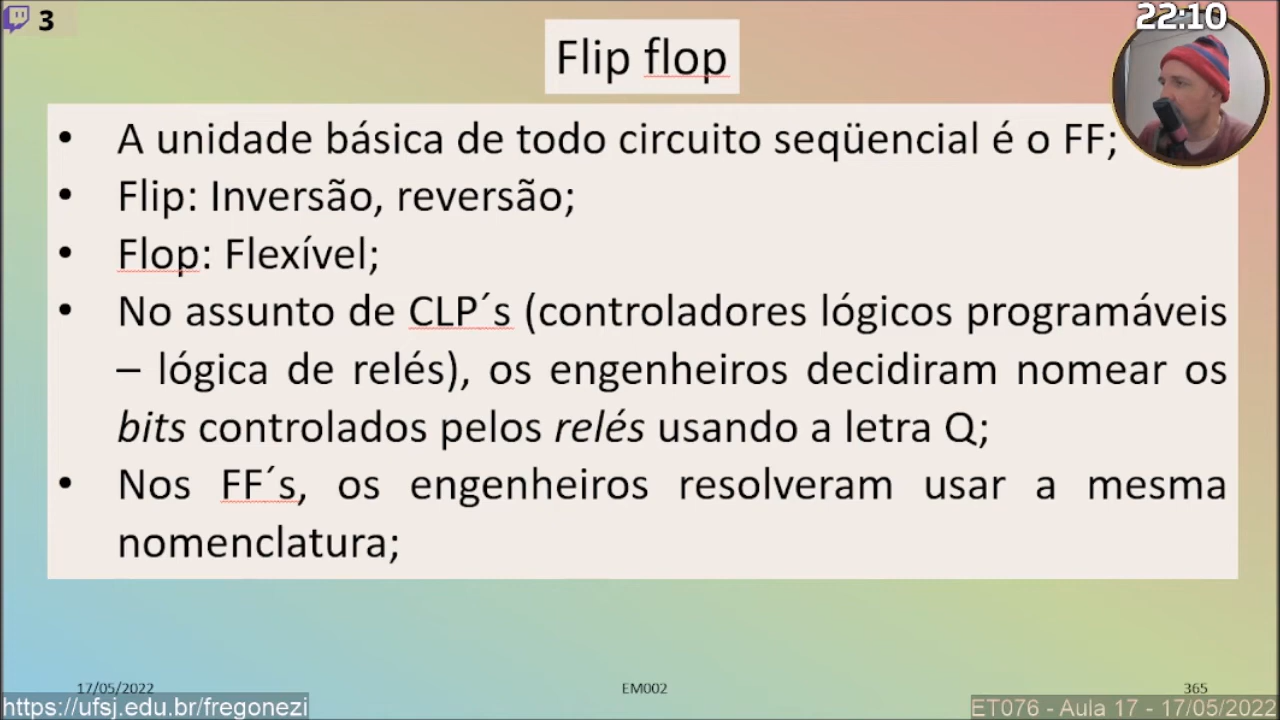 3
22:10
Flip flop
• A unidade básica de todo circuito seqüencial é o FF;
• Flip: Inversão, reversão;
• Flop: Flexível;
• No assunto de CLP´s (controladores lógicos programáveis
– lógica de relés), os engenheiros decidiram nomear os
bits controlados pelos relés usando a letra Q;
• Nos FF´s, os engenheiros resolveram usar a mesma
nomenclatura;
17/05/2022 EM002 365
https://ufsj.edu.br/fregonezi ET076 - Aula 17 - 17/05/2022